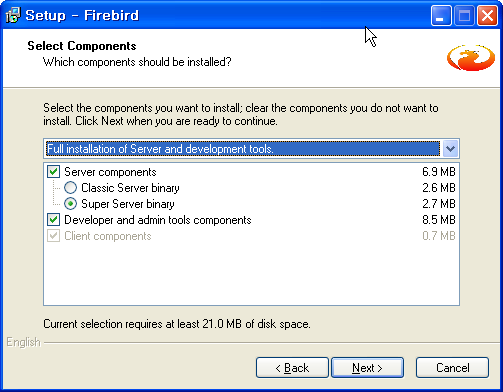 Setup - Firebird
Select Components
Which components should be installed?
Select the components you want to install; clear the components you do not want to
install. Click Next when you are ready to continue.
Full installation of Server and development tools.
Server components 6.9 MB
Classic Server binary 2.6 MB
Super Server binary 2.7 MB
Developer and admin tools components 8.5 MB
Client components 0.7 MB
Current selection requires at least 21.0 MB of disk space.
English
< Back Next > Cancel